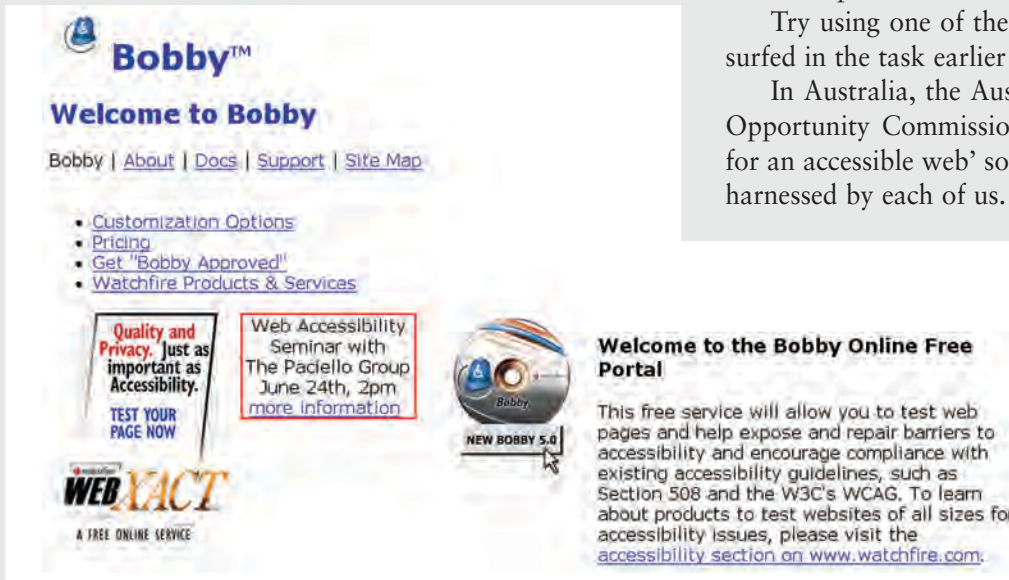 Try using one of the
surfed in the task earlier
In Australia, the Aus
Opportunity Commissio
for an accessible web’ so
harnessed by each of us.
Bobby™
Welcome to Bobby
Bobby | About | Docs | Support | Site Map
• Customization Options
• Pricing
• Get "Bobby Approved"
• Watchfire Products & Services
Quality and
Privacy. Just as
important as
Accessibility.
TEST YOUR
PAGE NOW
WEBXACT
A FREE ONLINE SERVICE
Web Accessibility
Seminar with
The Paciello Group
June 24th, 2pm
more information
Bobby
NEW BOBBY 5.0
Welcome to the Bobby Online Free
Portal
This free service will allow you to test web
pages and help expose and repair barriers to
accessibility and encourage compliance with
existing accessibility guidelines, such as
Section 508 and the W3C's WCAG. To learn
about products to test websites of all sizes for
accessibility issues, please visit the
accessibility section on www.watchfire.com.